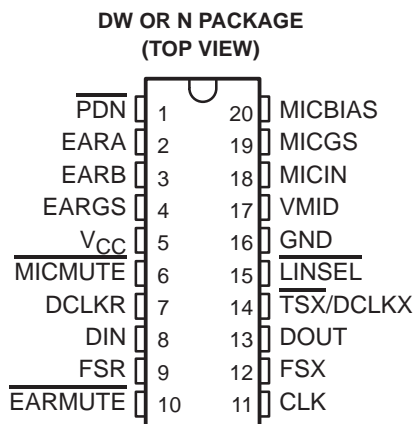 DW OR N PACKAGE
(TOP VIEW)
PDN 1 20 MICBIAS
EARA 2 19 MICGS
EARB 3 18 MICIN
EARGS 4 17 VMID
VCC 5 16 GND
MICMUTE 6 15 LINSEL
DCLKR 7 14 TSX/DCLKX
DIN 8 13 DOUT
FSR 9 12 FSX
EARMUTE 10 11 CLK